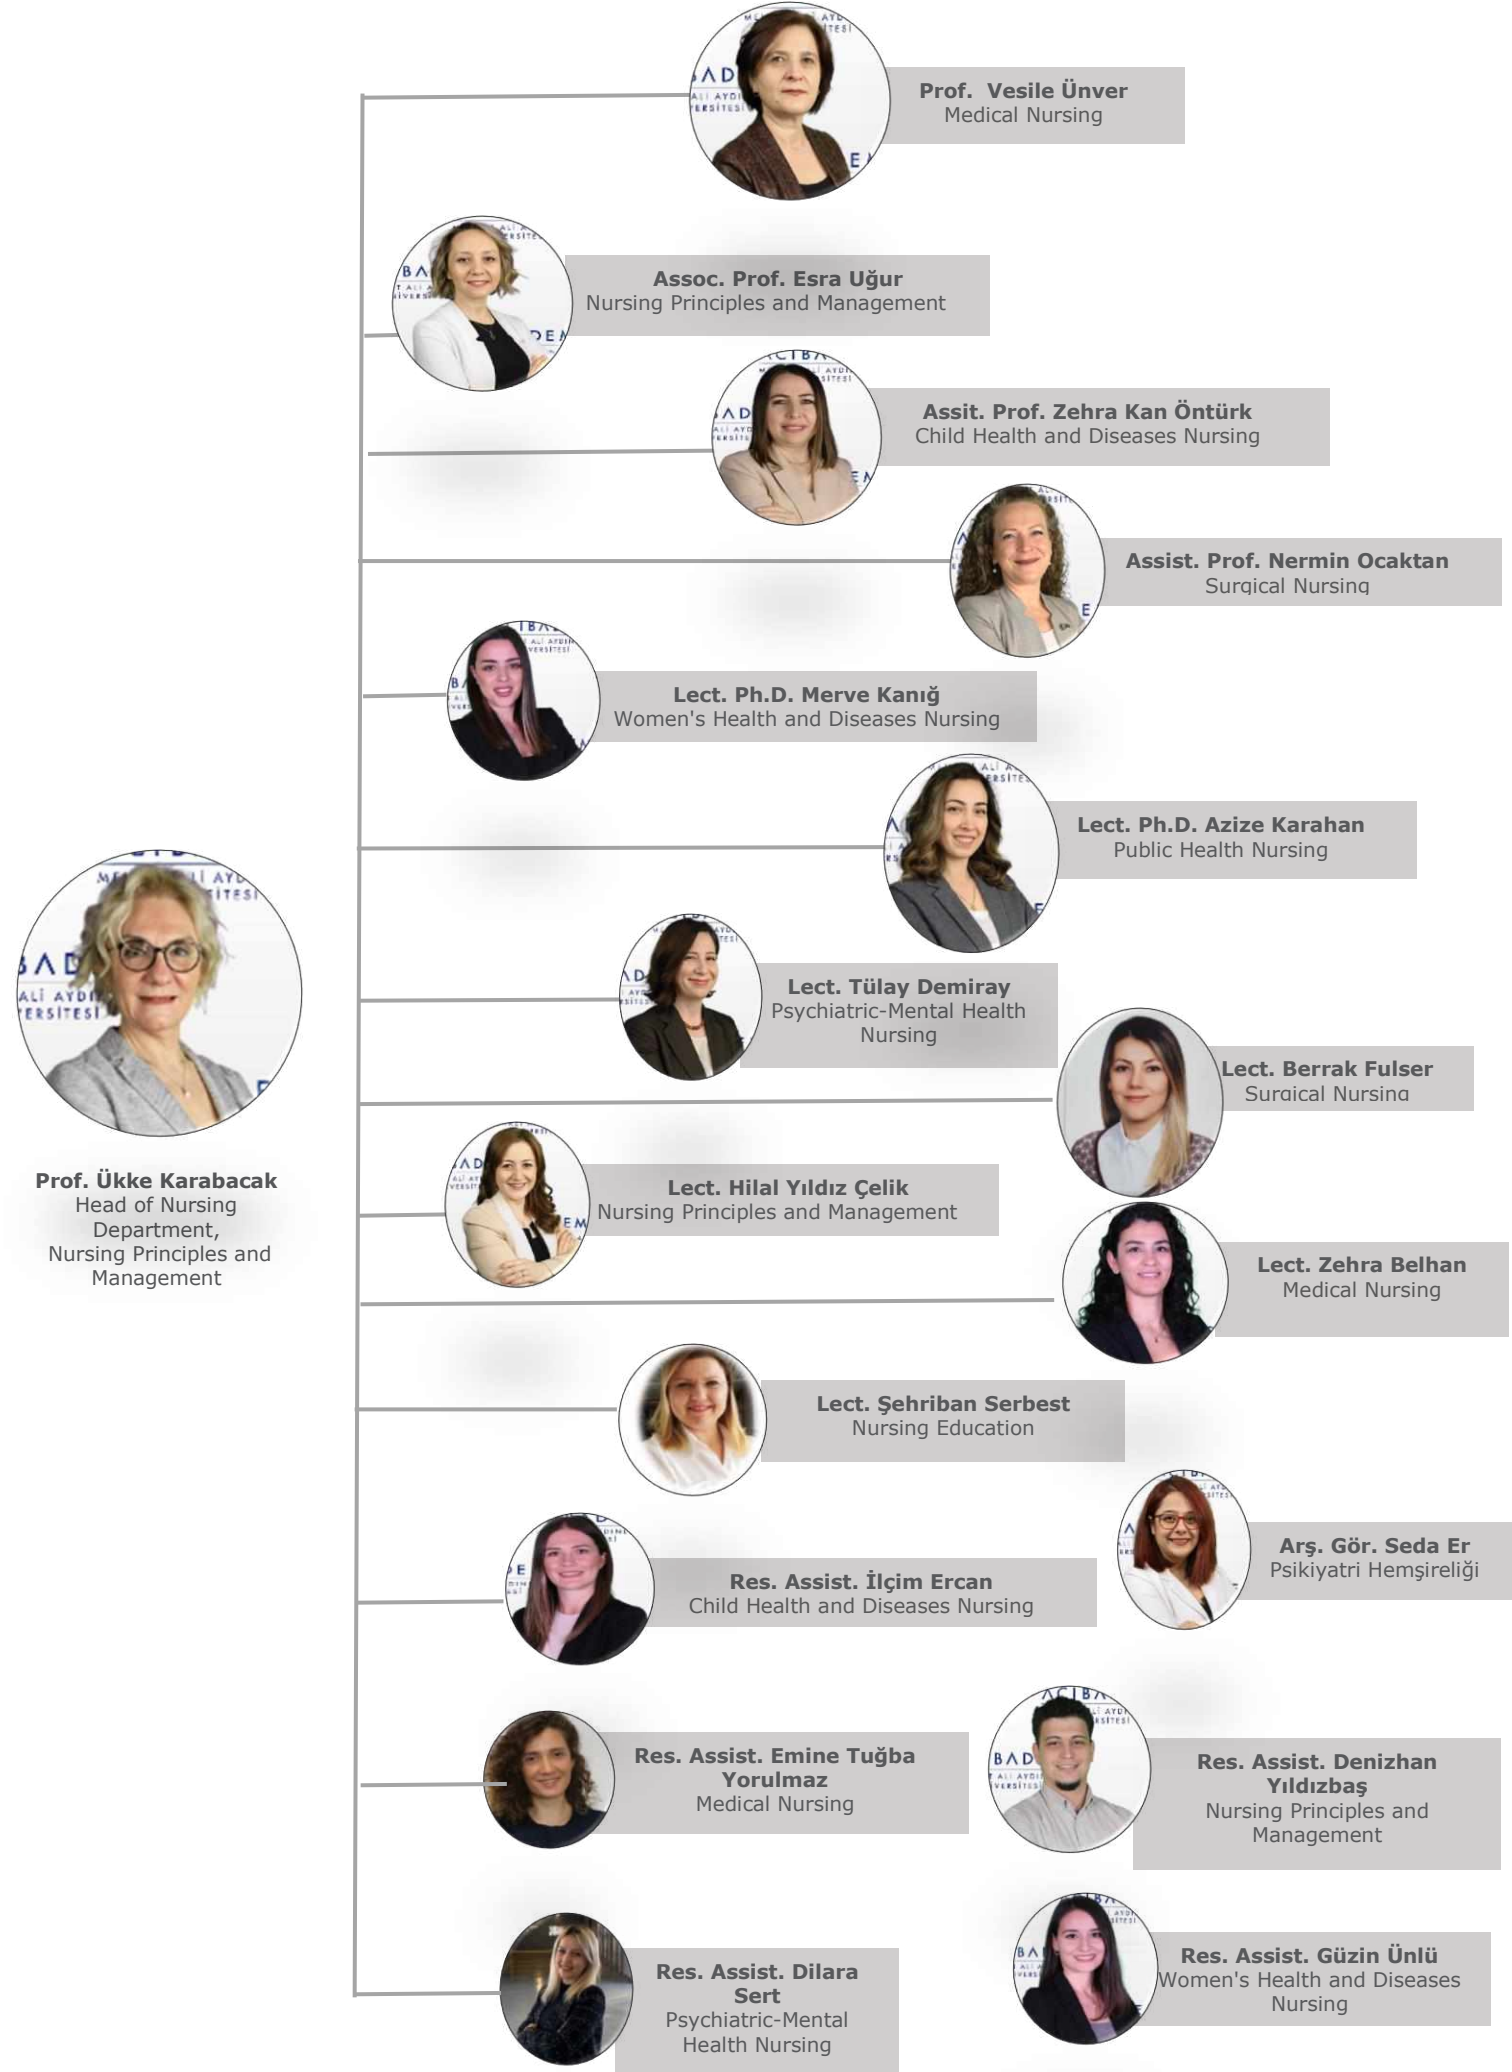 Prof. Vesile Ünver
Medical Nursing
Assoc. Prof. Esra Uğur
Nursing Principles and Management
Assit. Prof. Zehra Kan Öntürk
Child Health and Diseases Nursing
Assist. Prof. Nermin Ocaktan
Surgical Nursing
Lect. Ph.D. Merve Kanığ
Women's Health and Diseases Nursing
Lect. Ph.D. Azize Karahan
Public Health Nursing
Lect. Tülay Demiray
Psychiatric-Mental Health
Nursing
Lect. Berrak Fulser
Surgical Nursing
Prof. Ükke Karabacak
Head of Nursing
Department,
Nursing Principles and
Management
Lect. Hilal Yıldız Çelik
Nursing Principles and Management
Lect. Zehra Belhan
Medical Nursing
Lect. Şehriban Serbest
Nursing Education
Arş. Gör. Seda Er
Psikiyatri Hemşireliği
Res. Assist. İlçim Ercan
Child Health and Diseases Nursing
Res. Assist. Emine Tuğba
Yorulmaz
Medical Nursing
Res. Assist. Denizhan
Yıldızbaş
Nursing Principles and
Management
Res. Assist. Dilara
Sert
Psychiatric-Mental
Health Nursing
Res. Assist. Güzin Ünlü
Women's Health and Diseases
Nursing